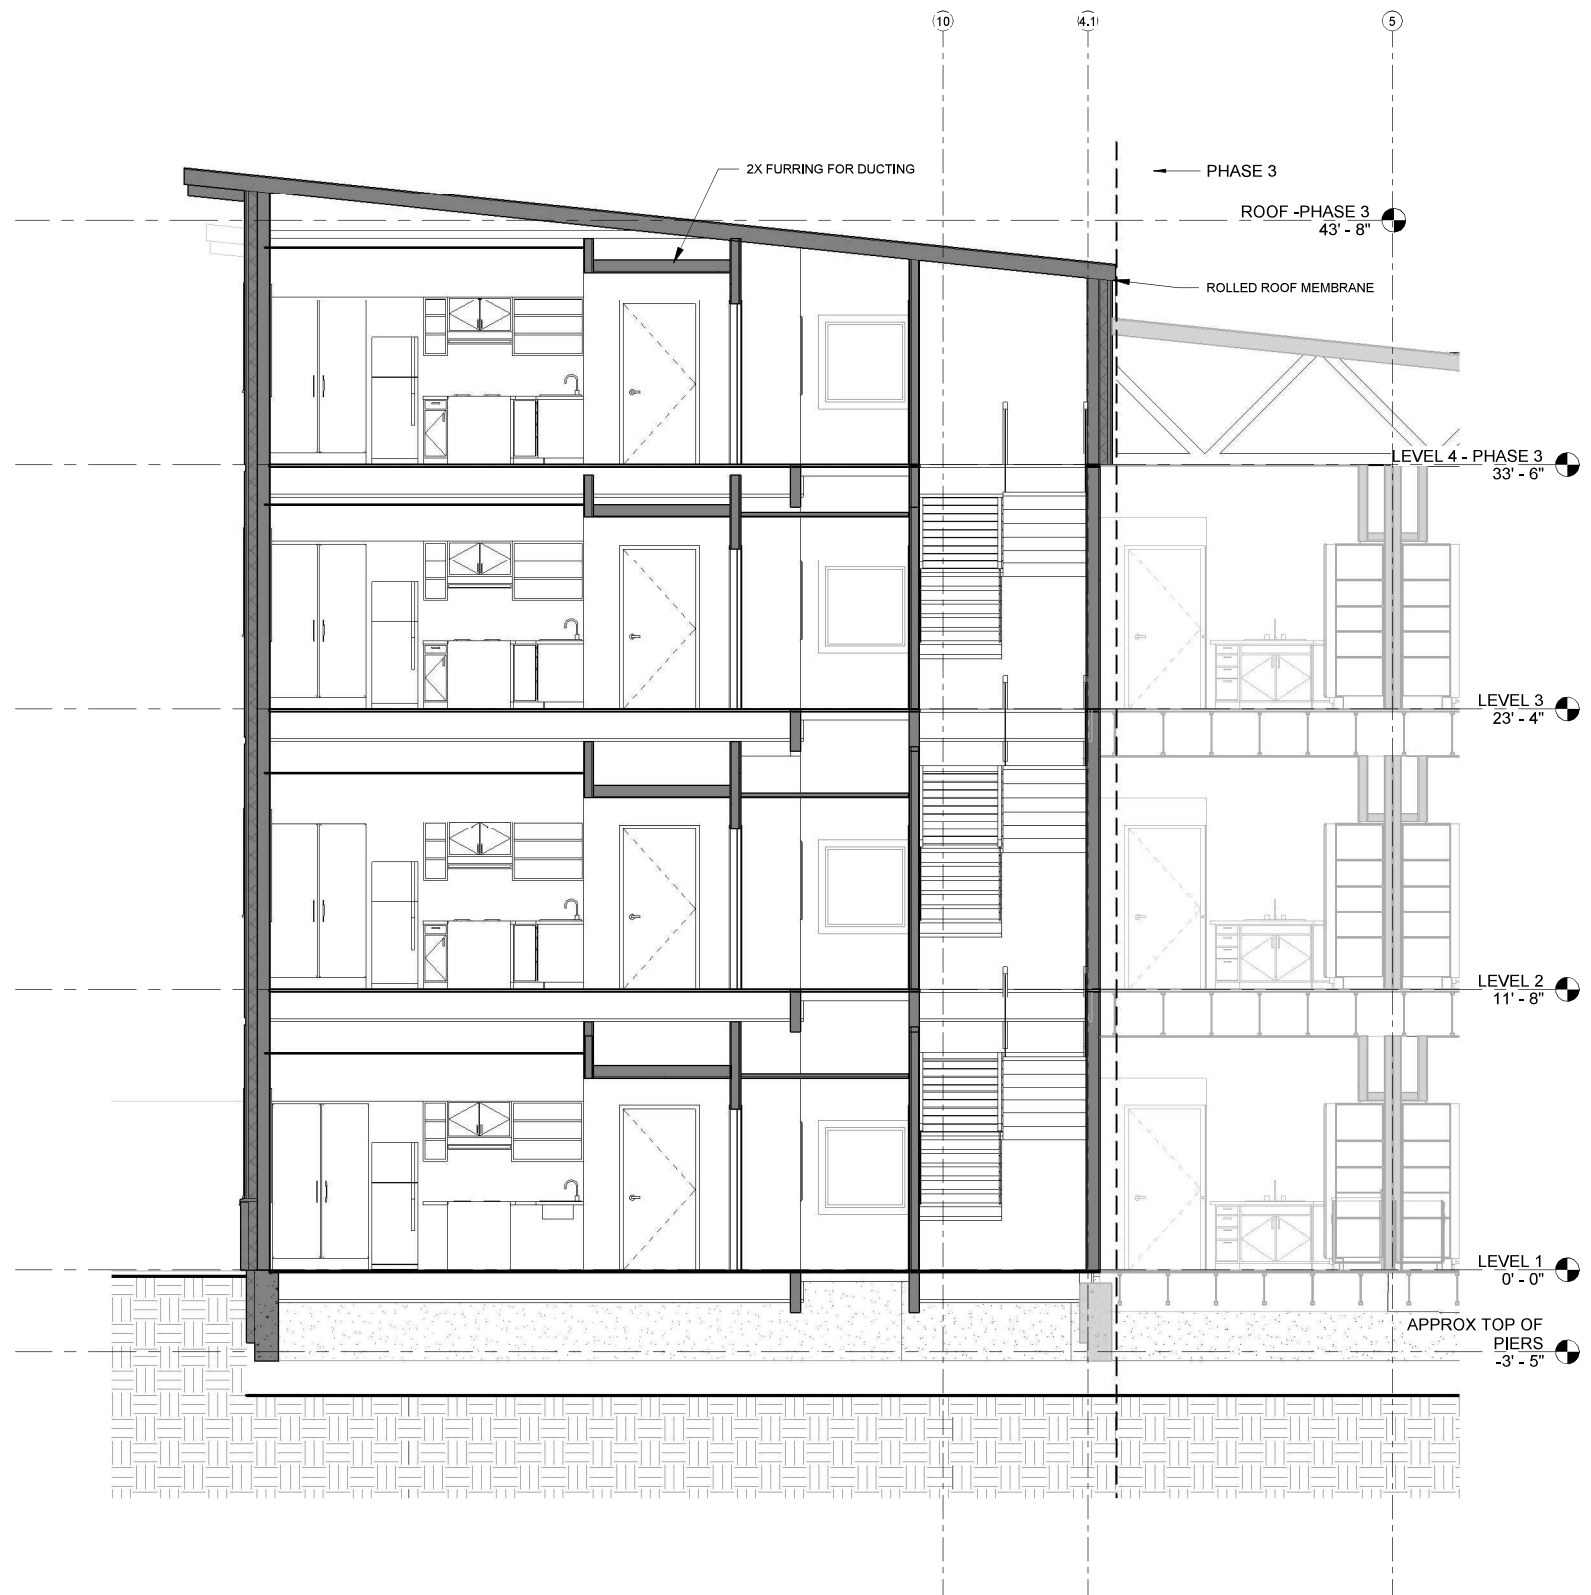 10
4.1
5
2X FURRING FOR DUCTING
PHASE 3
ROOF -PHASE 3
43' - 8"
ROLLED ROOF MEMBRANE
LEVEL 4 - PHASE 3
33' - 6"
LEVEL 3
23' - 4"
LEVEL 2
11' - 8"
LEVEL 1
0' - 0"
APPROX TOP OF
PIERS
-3' - 5"